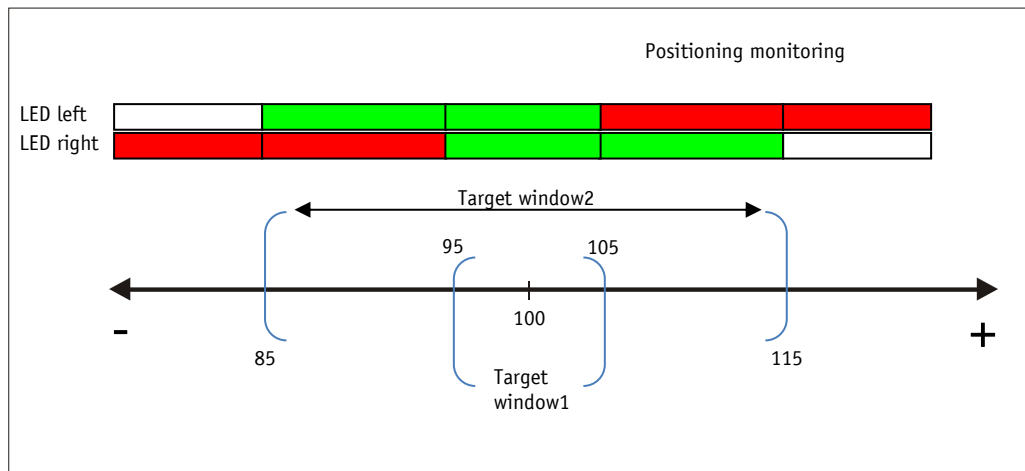 Positioning monitoring
LED left
LED right
Target window2
95
105
100
-
+
85
115
Target
window1